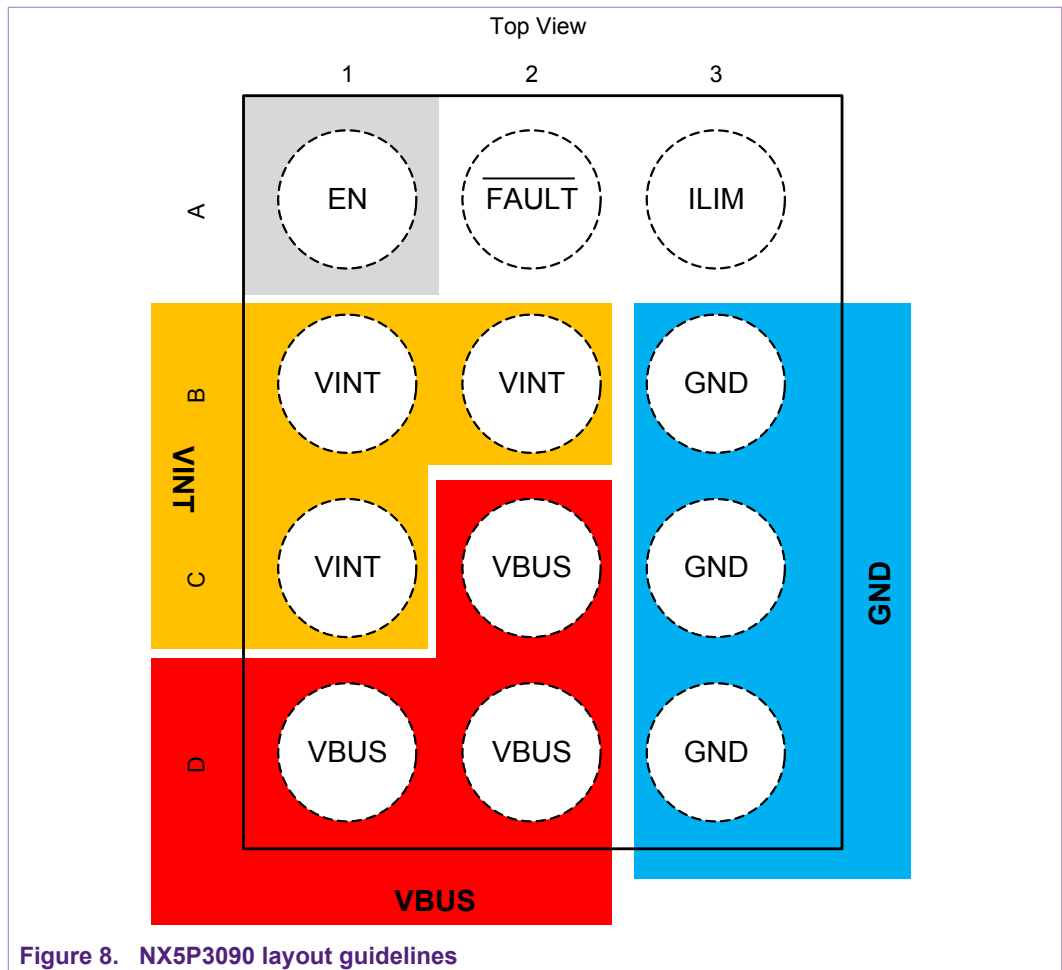 Top View
1 2 3
A
EN FAULT ILIM
B
VINT VINT GND
VINT
C
VINT VBUS GND
GND
D
VBUS VBUS GND
VBUS
Figure 8. NX5P3090 layout guidelines